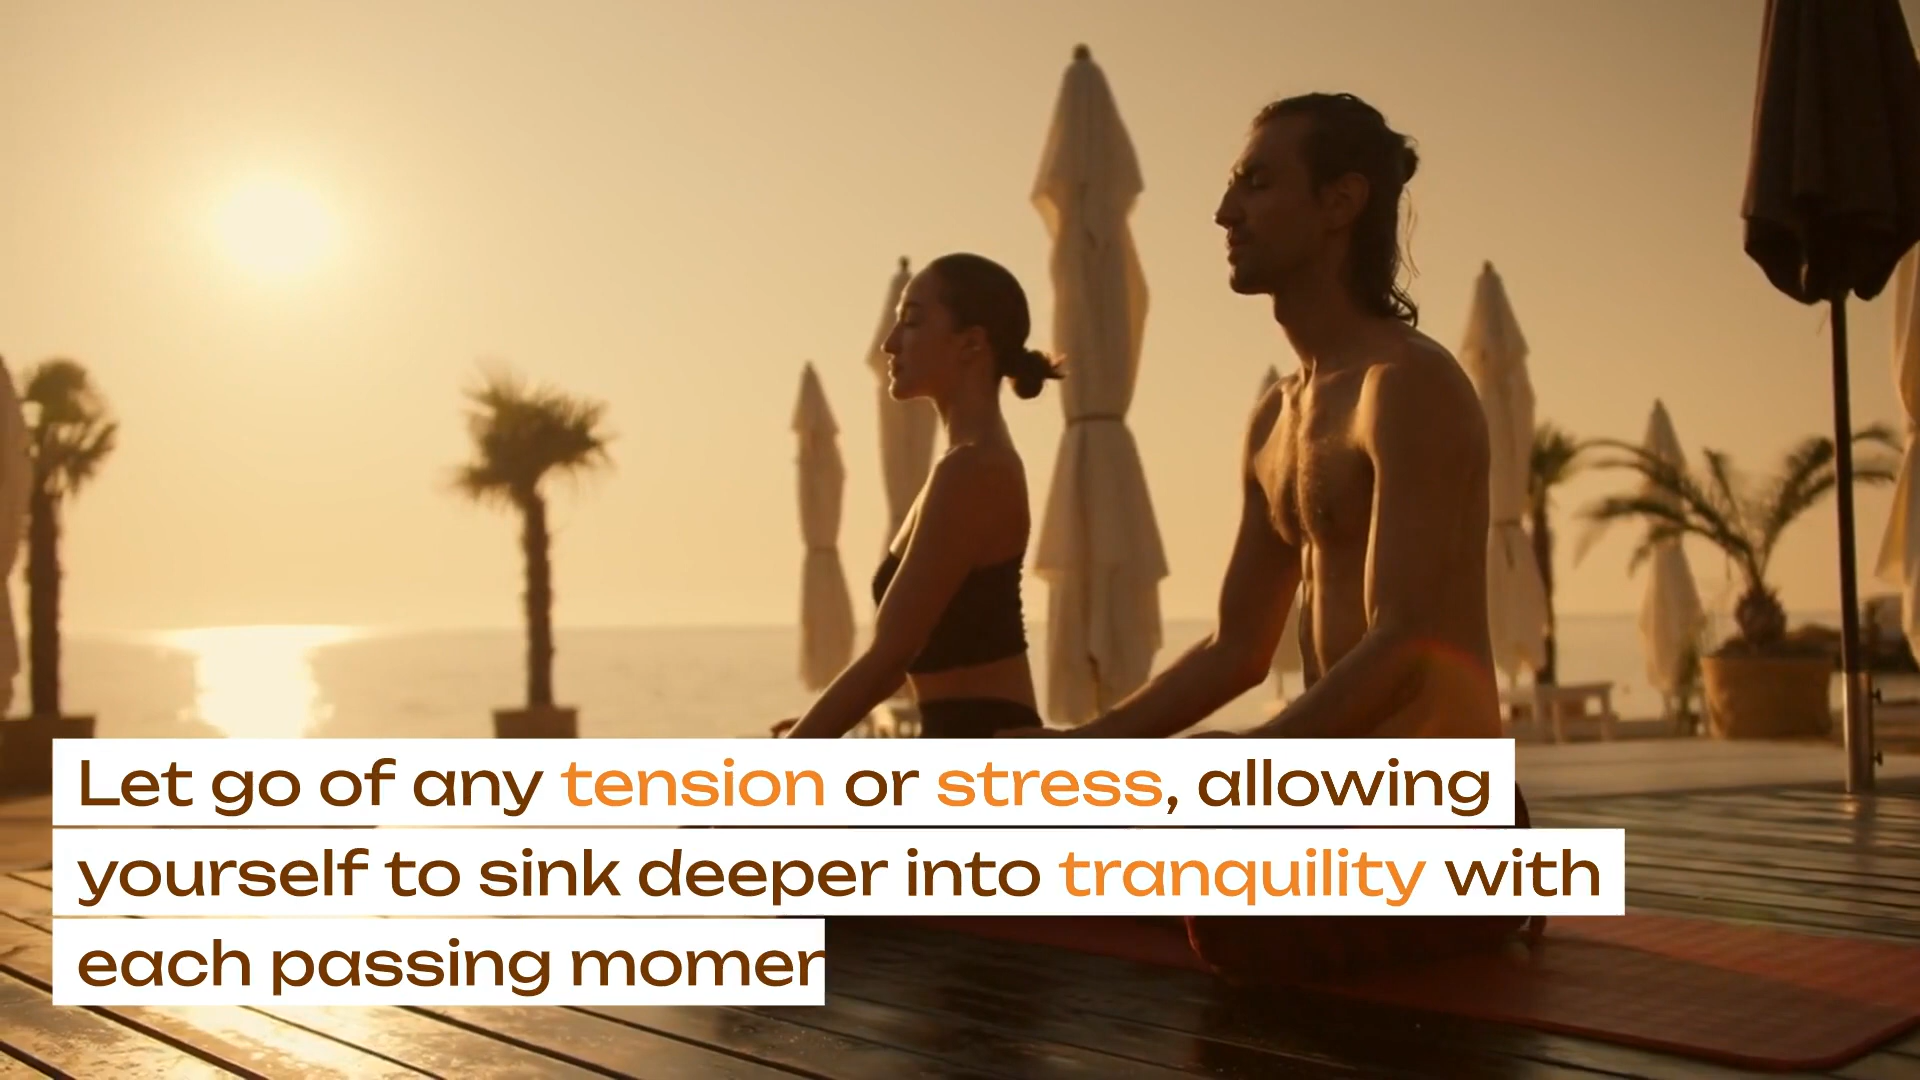 Let go of any tension or stress, allowing
yourself to sink deeper into tranquility with
each passing momen